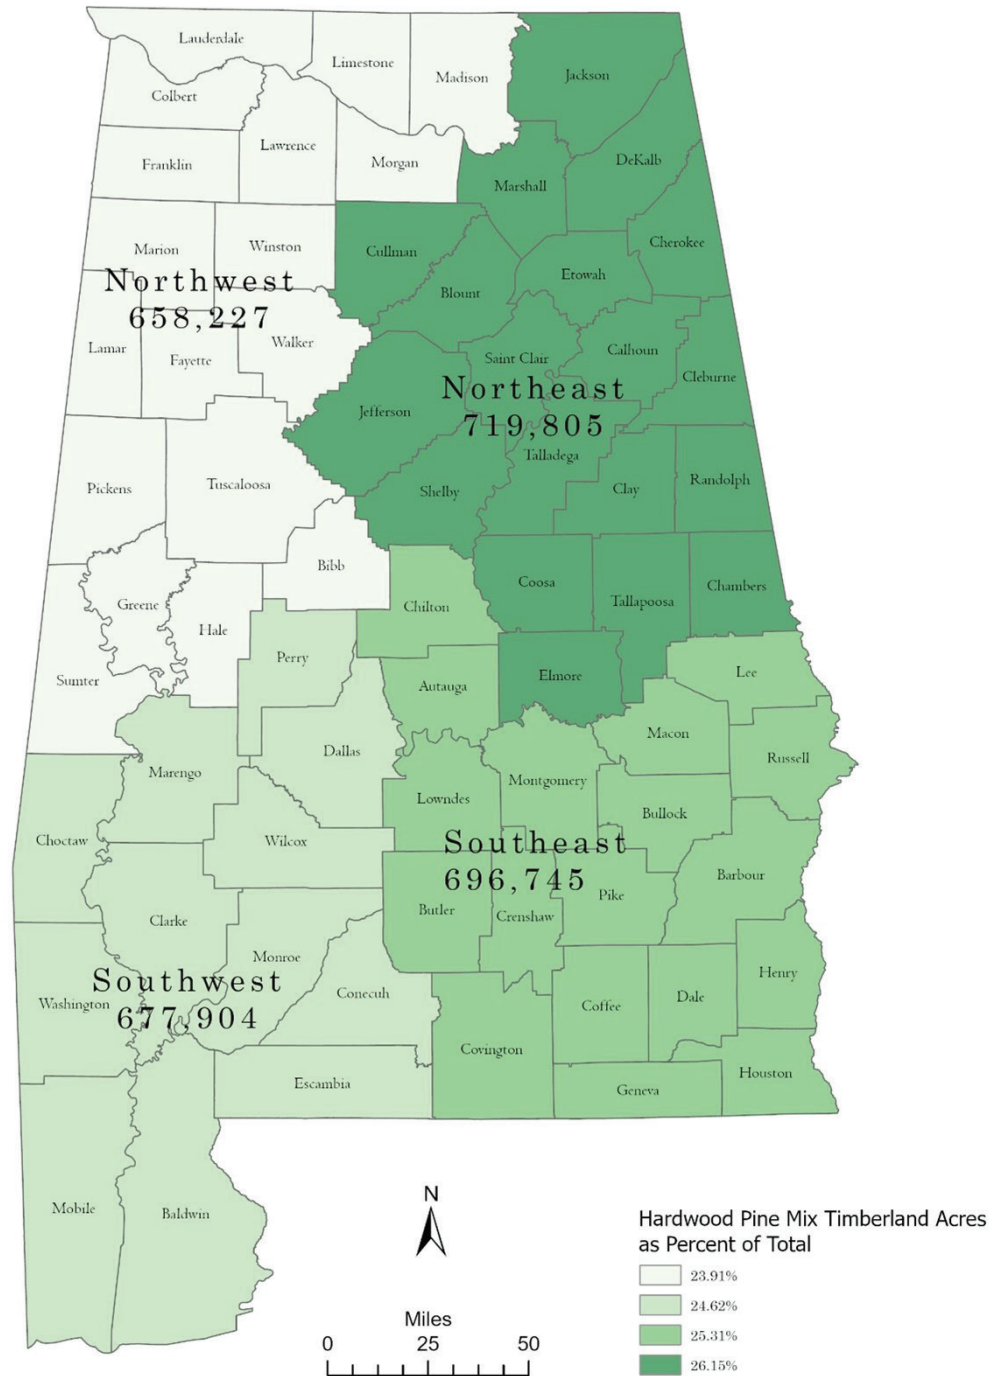 Lauderdale
Limestone
Madison
Jackson
Colbert
Lawrence
Franklin
Morgan
DeKalb
Marshall
Cherokee
Marion
Winston
Cullman
Etowah
Blount
Northwest
658,227
Lamar
Fayette
Walker
Saint Clair
Calhoun
Cleburne
Northeast
719,805
Jefferson
Talladega
Pickens
Tuscaloosa
Shelby
Clay
Randolph
Bibb
Greene
Hale
Chilton
Coosa
Tallapoosa
Chambers
Perry
Sumter
Autauga
Elmore
Lee
Macon
Marengo
Dallas
Montgomery
Russell
Lowndes
Bullock
Choctaw
Wilcox
Southeast
696,745
Barbour
Butler
Crenshaw
Pike
Clarke
Monroe
Henry
Southwest
677,904
Washington
Conecuh
Coffee
Dale
Covington
Escambia
Geneva
Houston
Mobile
Baldwin
N
Miles
0 25 50
Hardwood Pine Mix Timberland Acres
as Percent of Total
23.91%
24.62%
25.31%
26.15%